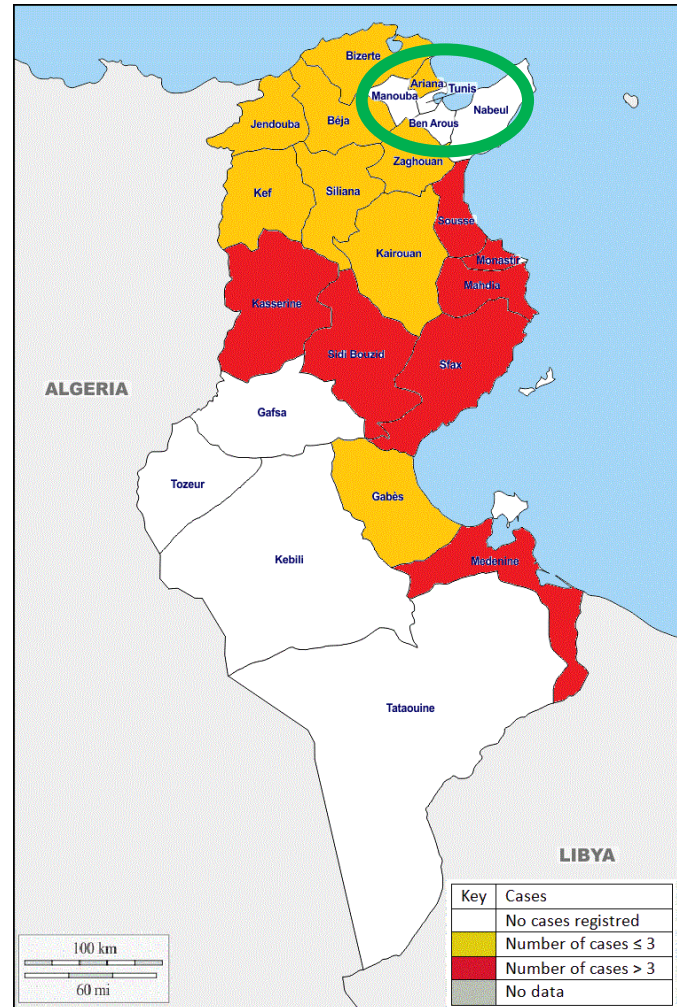 Bizerte
Ariana
Tunis
Manouba
Nabeul
Jendouba
Béja
Ben Arous
Zaghouan
Kef
Siliana
Sousse
Kairouan
Monastir
Mahdia
Kasserine
Sidi Bouzid
Sfax
ALGERIA
Gafsa
Tozeur
Gabès
Kebili
Medenine
Tataouine
LIBYA
Key Cases
No cases registred
Number of cases ≤ 3
Number of cases > 3
No data
100 km
60 mi